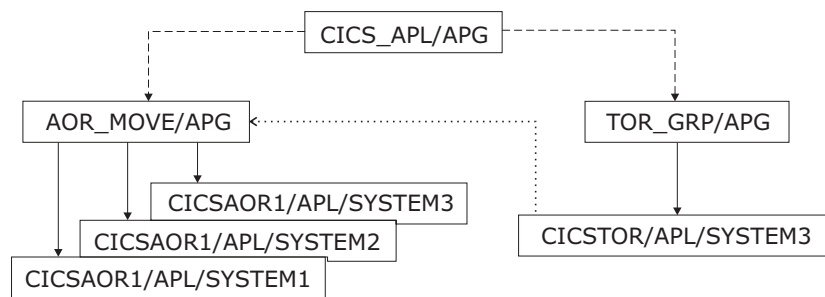 CICS_APL/APG
AOR_MOVE/APG
TOR_GRP/APG
CICSAOR1/APL/SYSTEM3
CICSAOR1/APL/SYSTEM2
CICSTOR/APL/SYSTEM3
CICSAOR1/APL/SYSTEM1